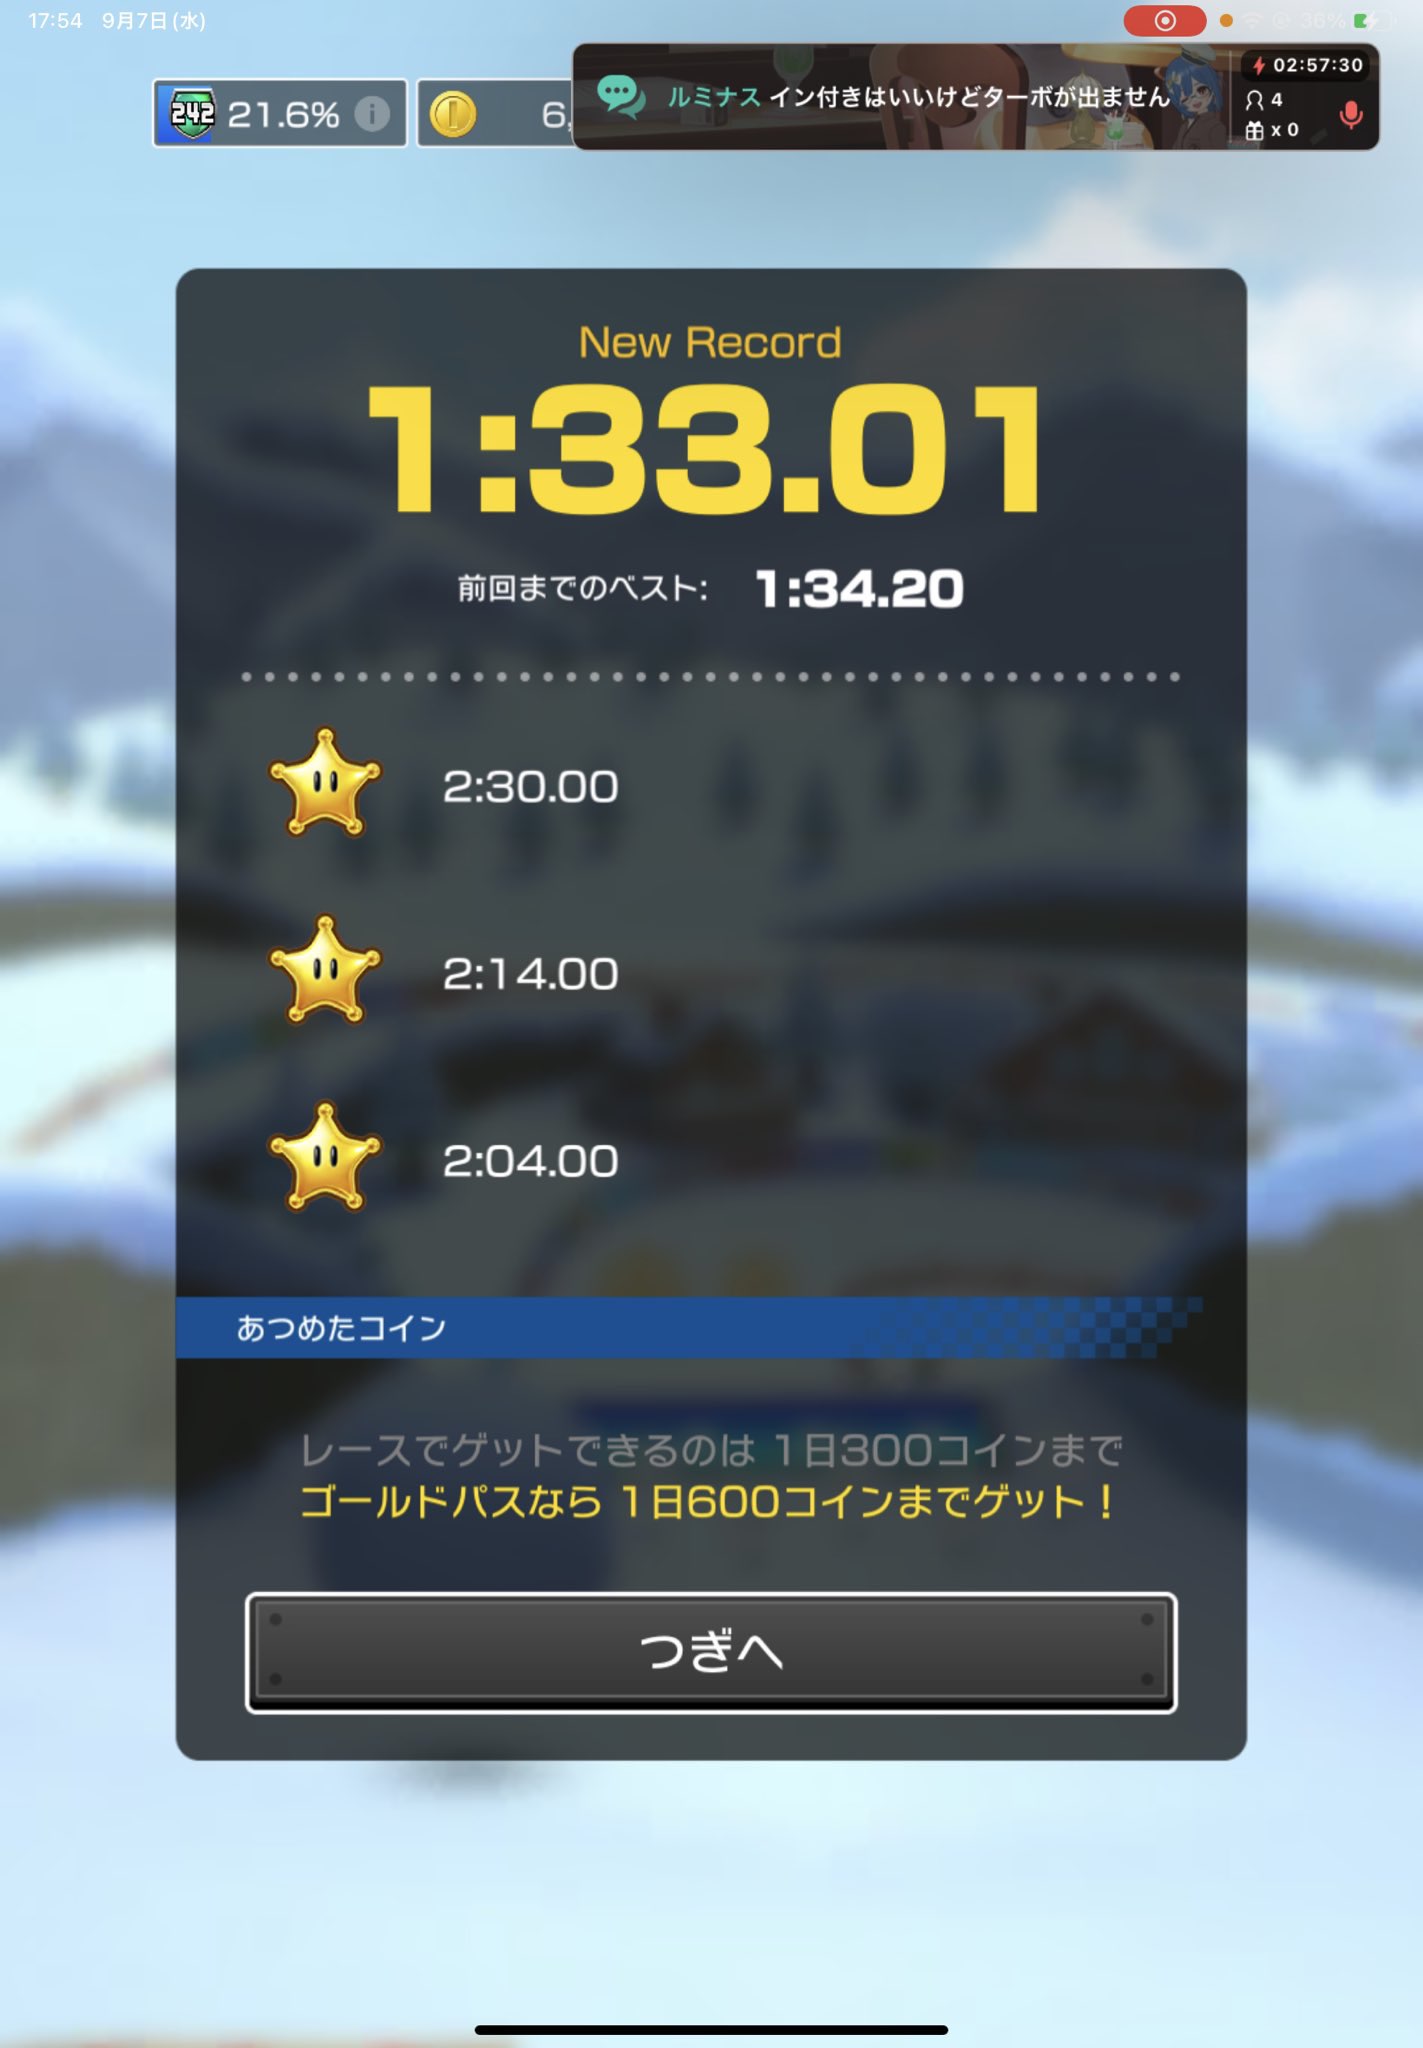 17:54 9月7日(水)
36%
242 21.6% i
6,
ルミナス イン付きはいいけどターボが出ません
02:57:30
4
x 0
New Record
1:33.01
前回までのベスト: 1:34.20
2:30.00
2:14.00
2:04.00
あつめたコイン
レースでゲットできるのは 1日300コインまで
ゴールドパスなら 1日600コインまでゲット!
つぎへ